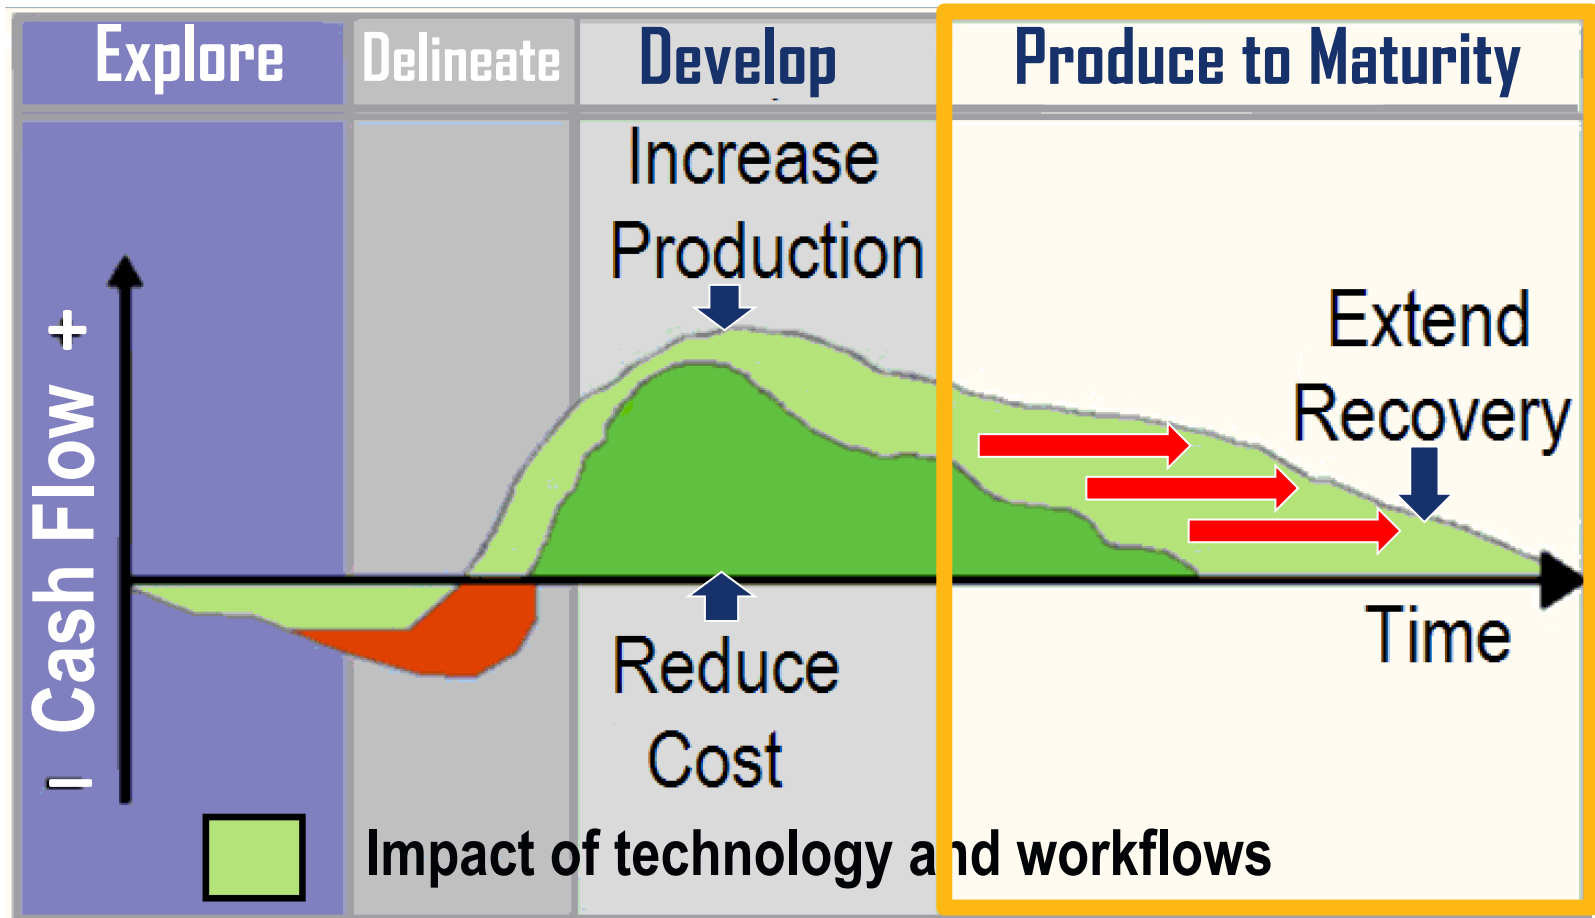 Explore
Delineate
Develop
Produce to Maturity
Increase
Production
Extend
Recovery
– Cash Flow +
Time
Reduce
Cost
Impact of technology and workflows